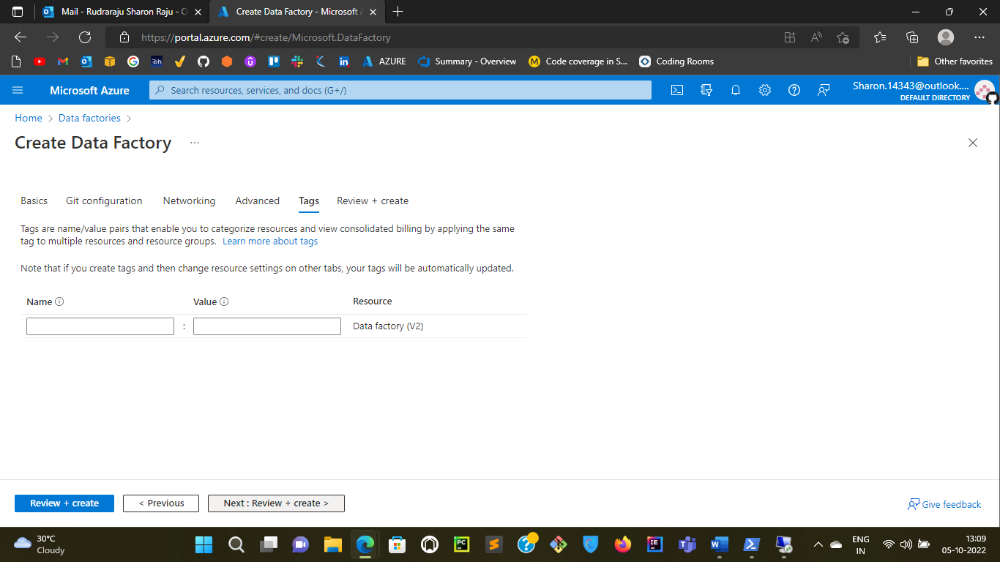 Mail - Rudraraju Sharon Raju - O
Create Data Factory - Microsoft A
https://portal.azure.com/#create/Microsoft.DataFactory
AZURE
Summary - Overview
Code coverage in S...
Coding Rooms
Other favorites
Microsoft Azure
Search resources, services, and docs (G+/)
Sharon.14343@outlook....
DEFAULT DIRECTORY
Home > Data factories >
Create Data Factory ...
Basics Git configuration Networking Advanced Tags Review + create
Tags are name/value pairs that enable you to categorize resources and view consolidated billing by applying the same
tag to multiple resources and resource groups. Learn more about tags
Note that if you create tags and then change resource settings on other tabs, your tags will be automatically updated.
Name Value Resource
: Data factory (V2)
Review + create < Previous Next : Review + create >
Give feedback
30°C
Cloudy
ENG
IN
13:09
05-10-2022